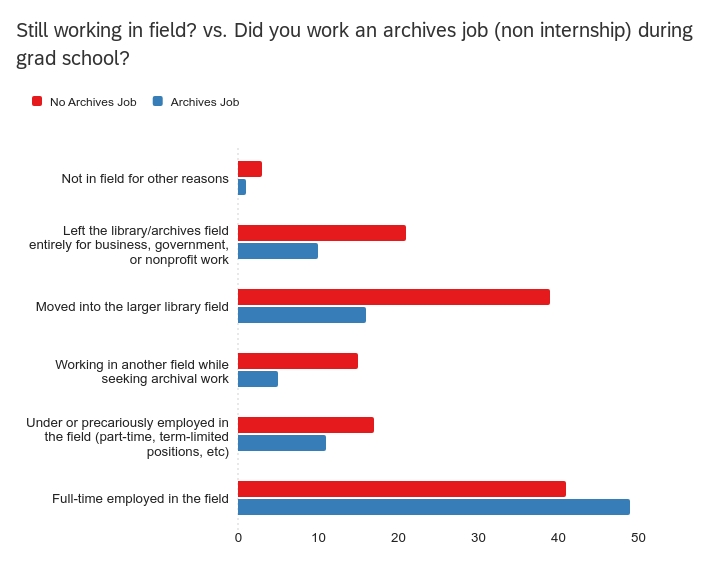 Still working in field? vs. Did you work an archives job (non internship) during
grad school?
No Archives Job
Archives Job
Not in field for other reasons
Left the library/archives field
entirely for business, government,
or nonprofit work
Moved into the larger library field
Working in another field while
seeking archival work
Under or precariously employed in
the field (part-time, term-limited
positions, etc)
Full-time employed in the field
0 10 20 30 40 50